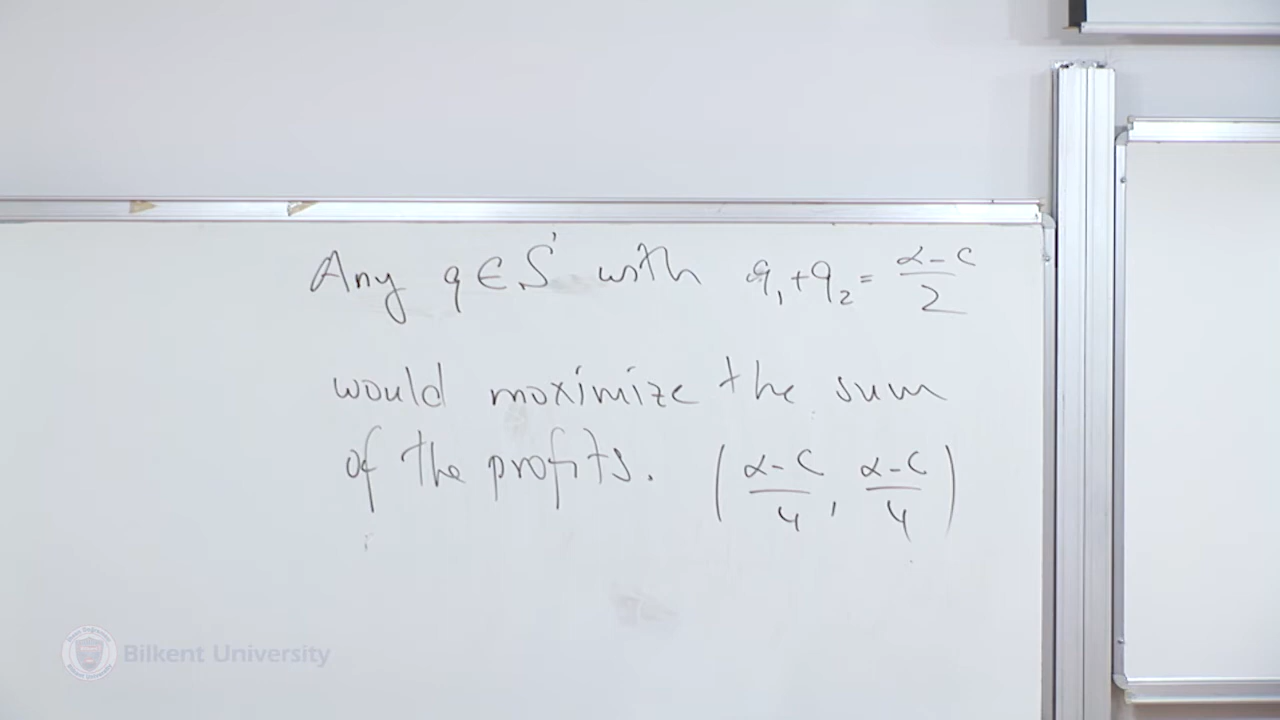 Any q ∈ S with q₁+q₂ = α-c/2
would moximize the sum
of the profits. (α-c/4, α-c/4)
Bilkent University